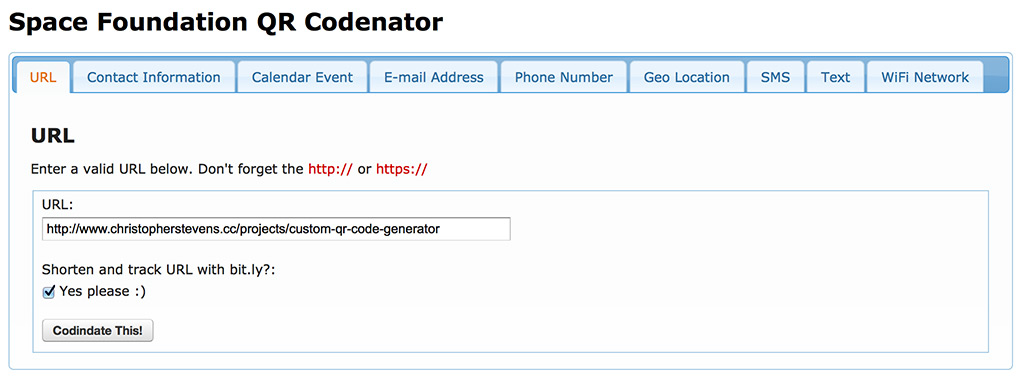 Space Foundation QR Codenator
URL Contact Information Calendar Event E-mail Address Phone Number Geo Location SMS Text WiFi Network
URL
Enter a valid URL below. Don't forget the http:// or https://
URL:
http://www.christopherstevens.cc/projects/custom-qr-code-generator
Shorten and track URL with bit.ly?:
Yes please :)
Codindate This!